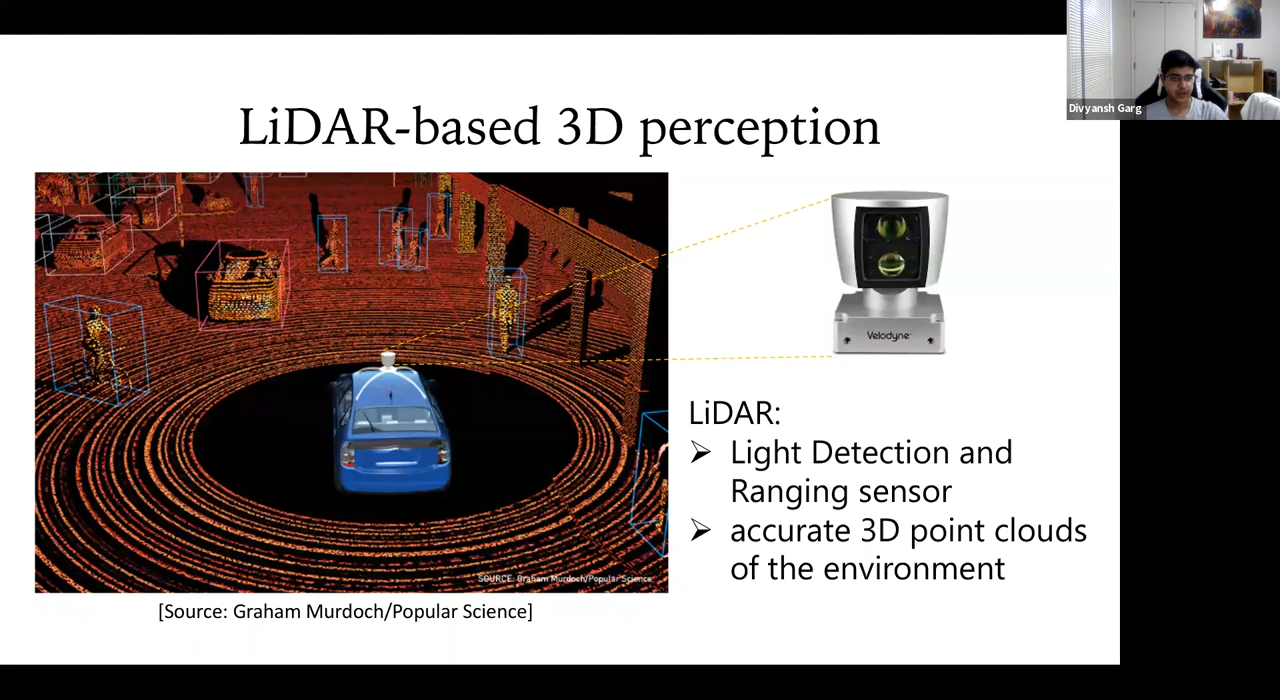 Divyansh Garg
LiDAR-based 3D perception
Velodyne
SOURCE: Graham Murdoch/Popular Science
[Source: Graham Murdoch/Popular Science]
LiDAR:
➢ Light Detection and
Ranging sensor
➢ accurate 3D point clouds
of the environment